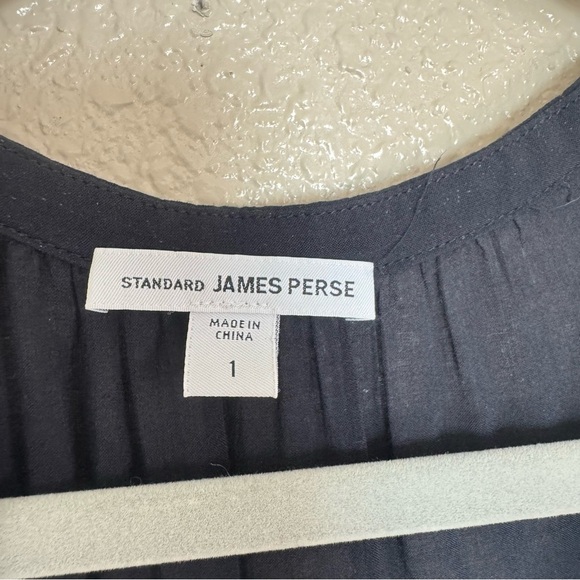 STANDARD JAMES PERSE
MADE IN
CHINA
1